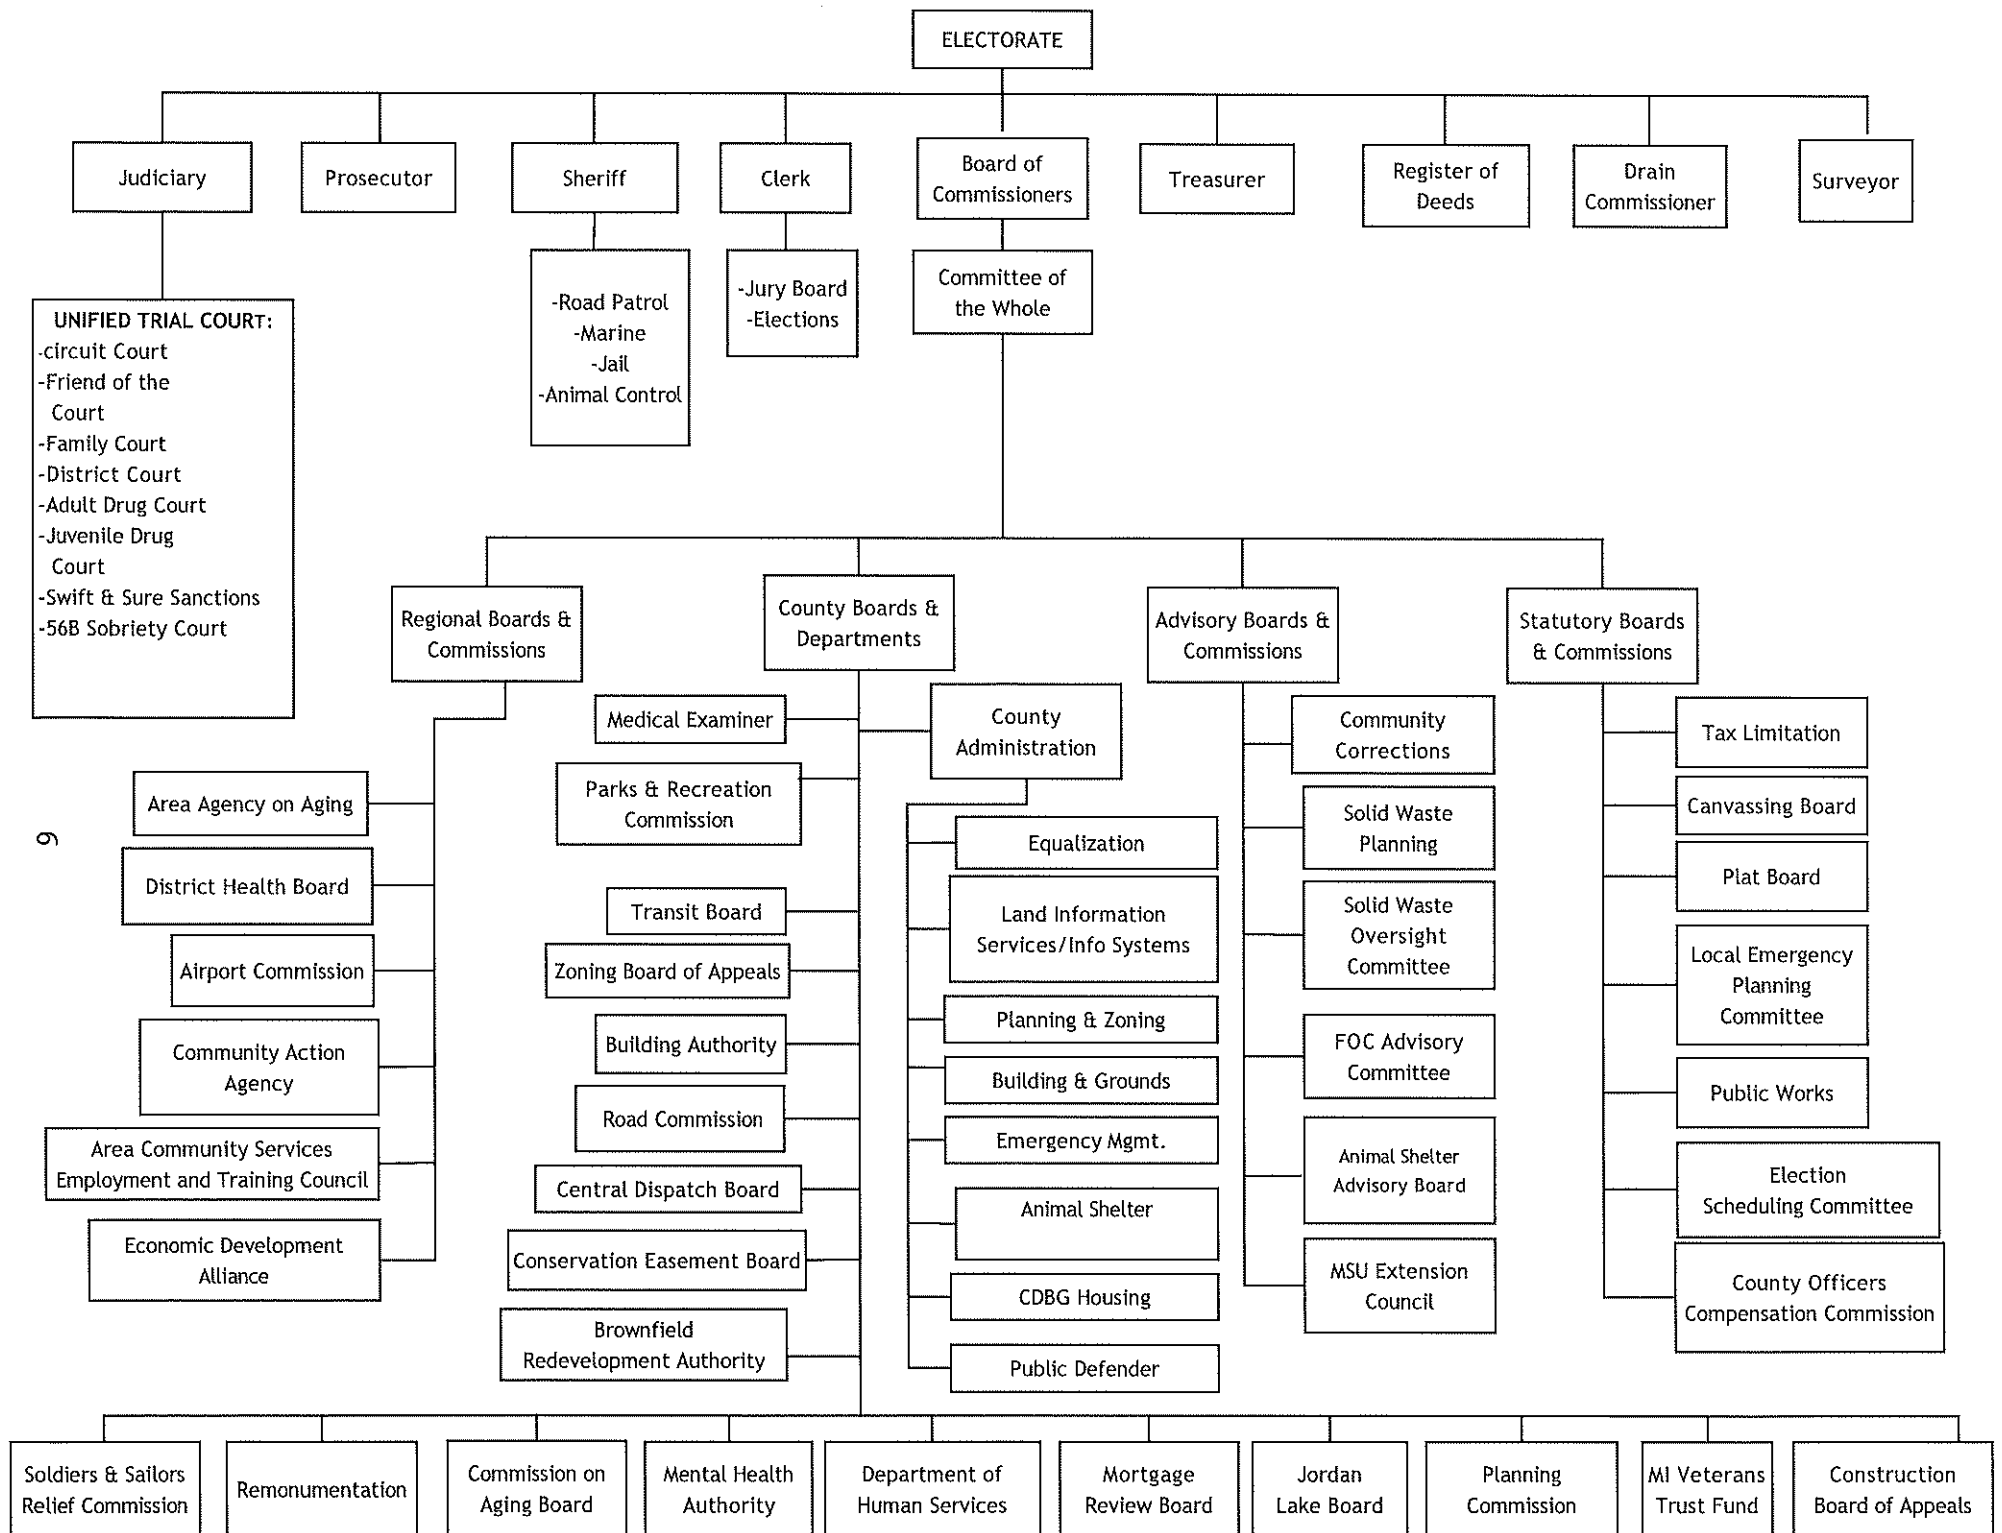 ELECTORATE
Judiciary
Prosecutor
Sheriff
Clerk
Board of
Commissioners
Treasurer
Register of
Deeds
Drain
Commissioner
Surveyor
UNIFIED TRIAL COURT:
-circuit Court
-Friend of the
Court
-Family Court
-District Court
-Adult Drug Court
-Juvenile Drug
Court
-Swift & Sure Sanctions
-56B Sobriety Court
-Road Patrol
-Marine
-Jail
-Animal Control
-Jury Board
-Elections
Committee of
the Whole
Regional Boards &
Commissions
County Boards &
Departments
Advisory Boards &
Commissions
Statutory Boards
& Commissions
Area Agency on Aging
District Health Board
Airport Commission
Community Action
Agency
Area Community Services
Employment and Training Council
Economic Development
Alliance
Medical Examiner
Parks & Recreation
Commission
Transit Board
Zoning Board of Appeals
Building Authority
Road Commission
Central Dispatch Board
Conservation Easement Board
Brownfield
Redevelopment Authority
County
Administration
Equalization
Land Information
Services/Info Systems
Planning & Zoning
Building & Grounds
Emergency Mgmt.
Animal Shelter
CDBG Housing
Public Defender
Community
Corrections
Solid Waste
Planning
Solid Waste
Oversight
Committee
FOC Advisory
Committee
Animal Shelter
Advisory Board
MSU Extension
Council
Tax Limitation
Canvassing Board
Plat Board
Local Emergency
Planning
Committee
Public Works
Election
Scheduling Committee
County Officers
Compensation Commission
Soldiers & Sailors
Relief Commission
Remonumentation
Commission on
Aging Board
Mental Health
Authority
Department of
Human Services
Mortgage
Review Board
Jordan
Lake Board
Planning
Commission
MI Veterans
Trust Fund
Construction
Board of Appeals